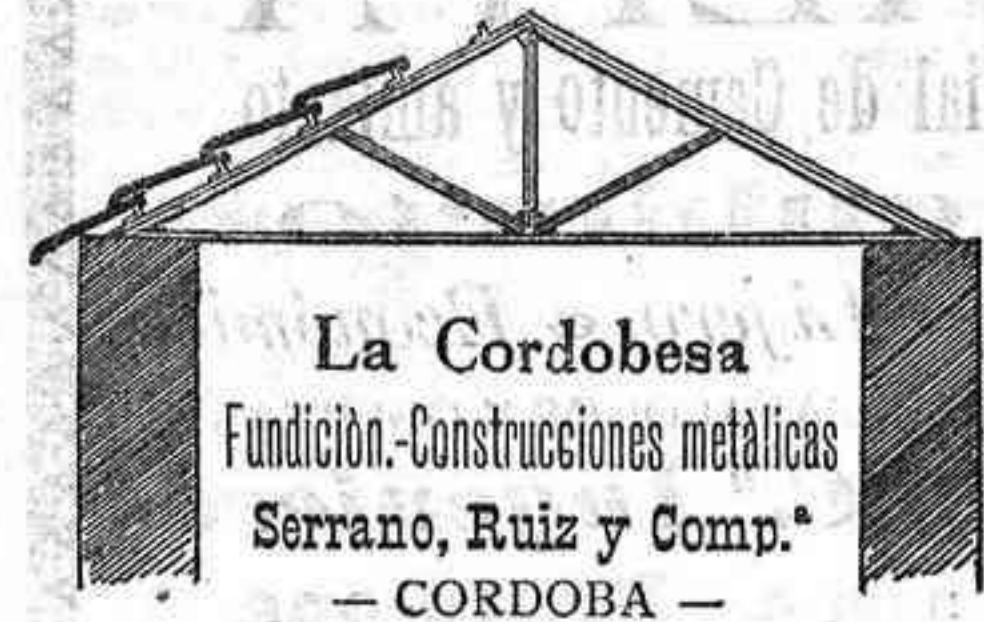 La Cordobesa
Fundiciòn.-Construcciones metàlicas
Serrano, Ruiz y Comp.ª
— CORDOBA —